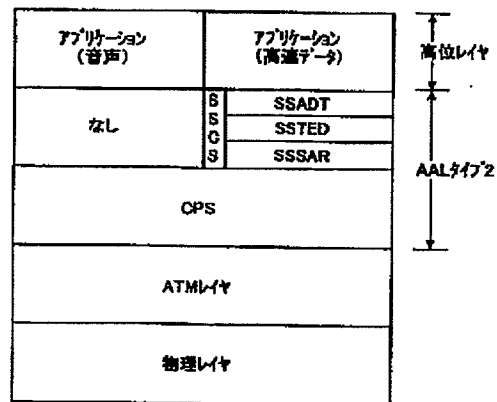 アプリケーション
(音声)
アプリケーション
(高速データ)
高位レイヤ
なし
SSCS
SSADT
SSTED
SSSAR
AALタイプ2
CPS
ATMレイヤ
物理レイヤ